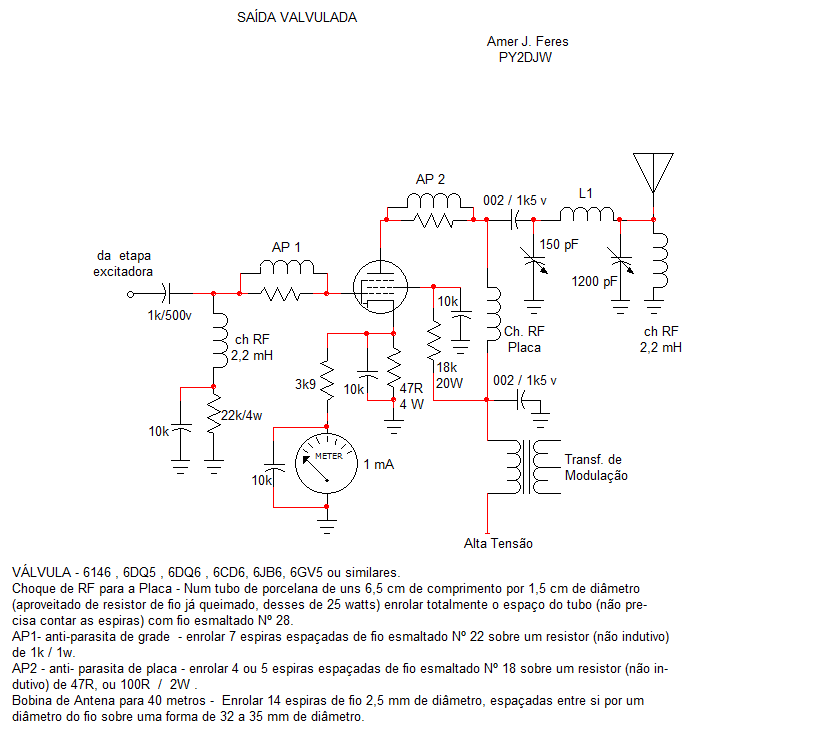 SAÍDA VALVULADA
Amer J. Feres
PY2DJW
AP 2
002 / 1k5 v
L1
da etapa
excitadora
AP 1
150 pF
1200 pF
1k/500v
10k
ch RF
2,2 mH
Ch. RF
Placa
ch RF
2,2 mH
18k
20W
3k9
10k
47R
4 W
002 / 1k5 v
22k/4w
10k
METER
1 mA
10k
Transf. de
Modulação
Alta Tensão
VÁLVULA - 6146 , 6DQ5 , 6DQ6 , 6CD6, 6JB6, 6GV5 ou similares.
Choque de RF para a Placa - Num tubo de porcelana de uns 6,5 cm de comprimento por 1,5 cm de diâmetro
(aproveitado de resistor de fio já queimado, desses de 25 watts) enrolar totalmente o espaço do tubo (não pre-
cisa contar as espiras) com fio esmaltado Nº 28.
AP1- anti-parasita de grade - enrolar 7 espiras espaçadas de fio esmaltado Nº 22 sobre um resistor (não indutivo)
de 1k / 1w.
AP2 - anti- parasita de placa - enrolar 4 ou 5 espiras espaçadas de fio esmaltado Nº 18 sobre um resistor (não in-
dutivo) de 47R, ou 100R / 2W .
Bobina de Antena para 40 metros - Enrolar 14 espiras de fio 2,5 mm de diâmetro, espaçadas entre si por um
diâmetro do fio sobre uma forma de 32 a 35 mm de diâmetro.